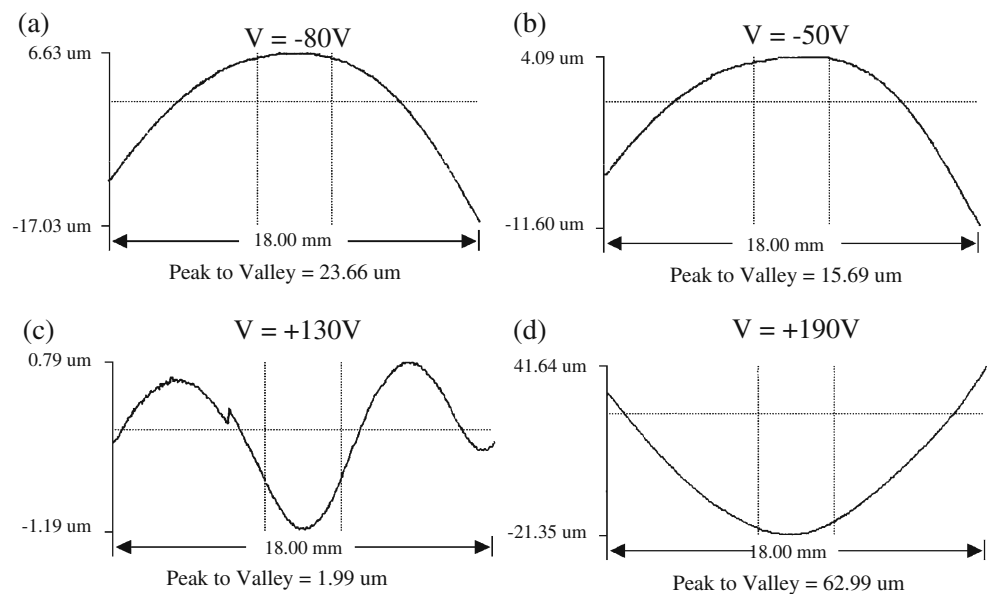 (a)
V = -80V
6.63 um
-17.03 um
18.00 mm
Peak to Valley = 23.66 um
(b)
V = -50V
4.09 um
-11.60 um
18.00 mm
Peak to Valley = 15.69 um
(c)
V = +130V
0.79 um
-1.19 um
18.00 mm
Peak to Valley = 1.99 um
(d)
V = +190V
41.64 um
-21.35 um
18.00 mm
Peak to Valley = 62.99 um